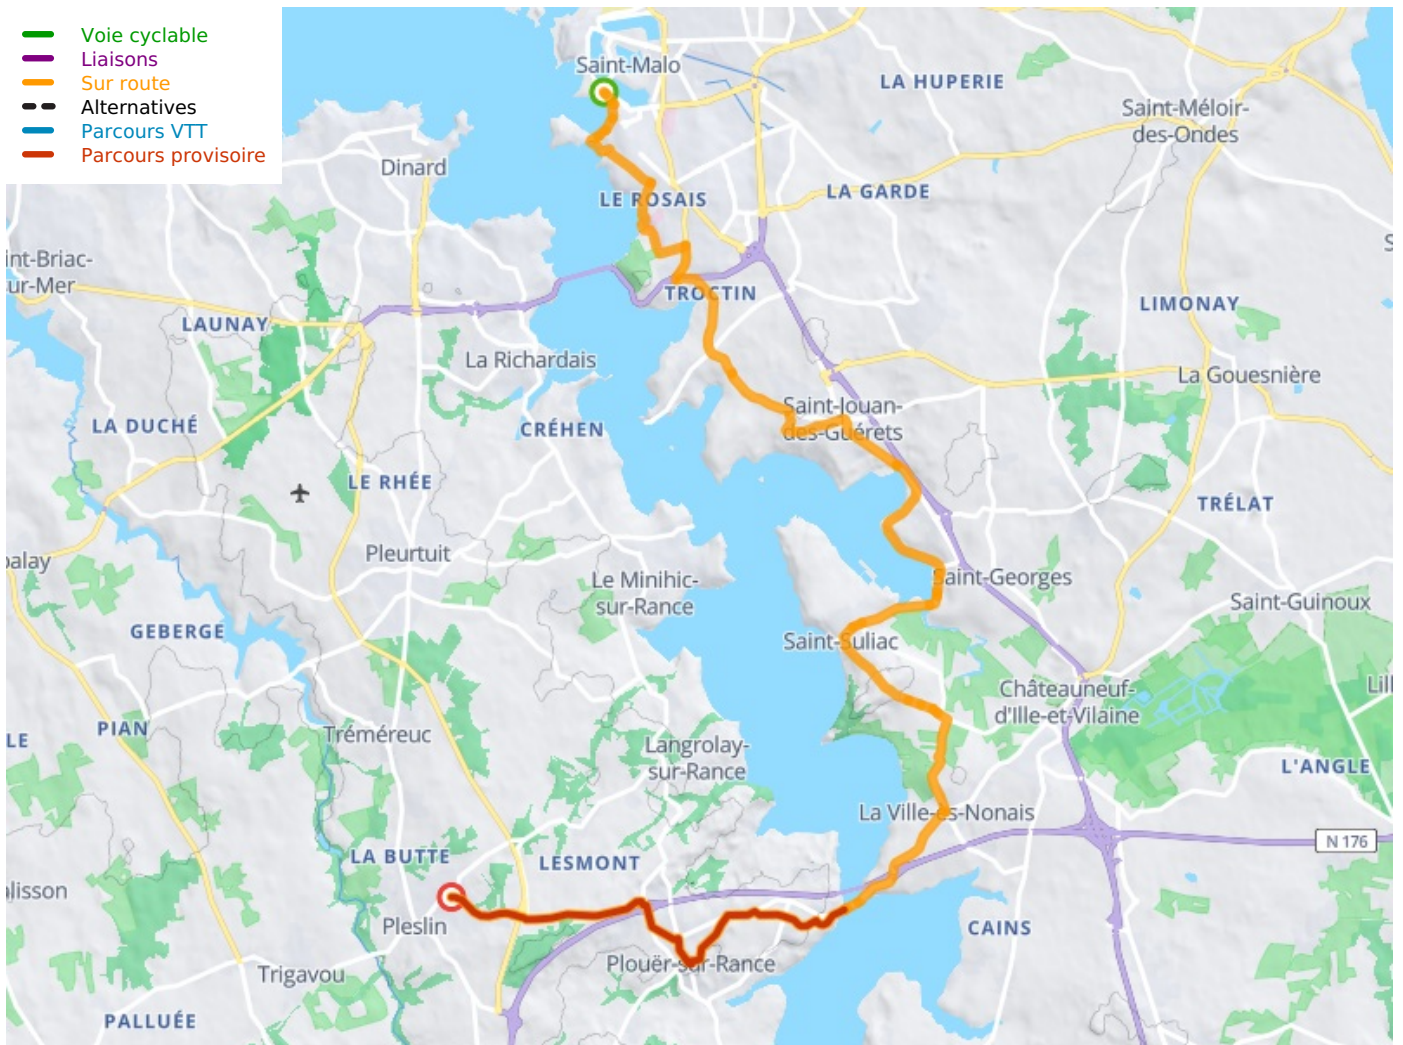 Voie cyclable
Liaisons
Sur route
Alternatives
Parcours VTT
Parcours provisoire
Saint-Malo
LA HUPERIE
Saint-Méloir-
des-Ondes
Dinard
LE ROSAIS
LA GARDE
int-Briac-
ur-Mer
TROCTIN
LIMONAY
LAUNAY
La Richardais
La Gouesnière
Saint-Jouan-
des-Guérets
LA DUCHÉ
CRÉHEN
LE RHÉE
TRÉLAT
Pleurtuit
alay
Le Minihic-
sur-Rance
Saint-Georges
Saint-Guinoux
GEBERGE
Saint-Suliac
Châteauneuf-
d'Ille-et-Vilaine
Lill
PIAN
LE
Tréméreuc
Langrolay-
sur-Rance
L'ANGLE
La Ville-ès-Nonais
N 176
LA BUTTE
LESMONT
lisson
Pleslin
CAINS
Plouër-sur-Rance
Trigavou
PALLUÉE